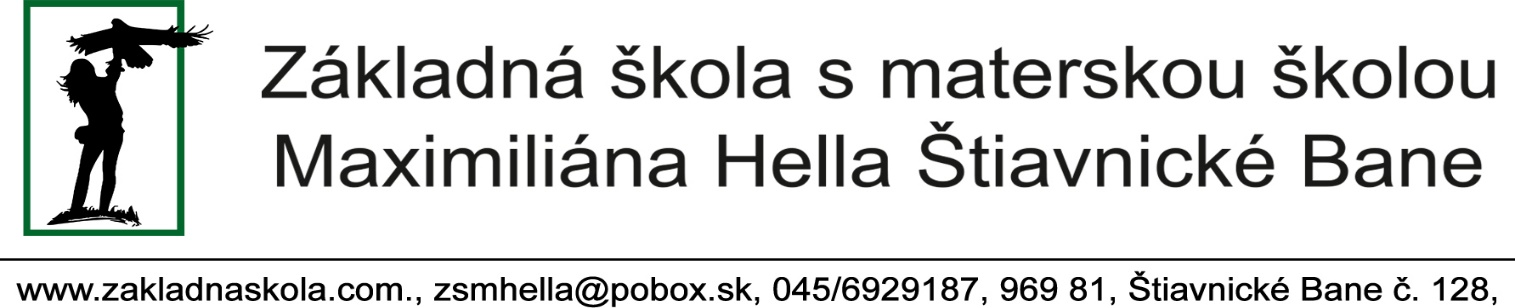 Základná škola s materskou školou
Maximiliána Hella Štiavnické Bane
www.zakladnaskola.com., zsmhella@pobox.sk, 045/6929187, 969 81, Štiavnické Bane č. 128,